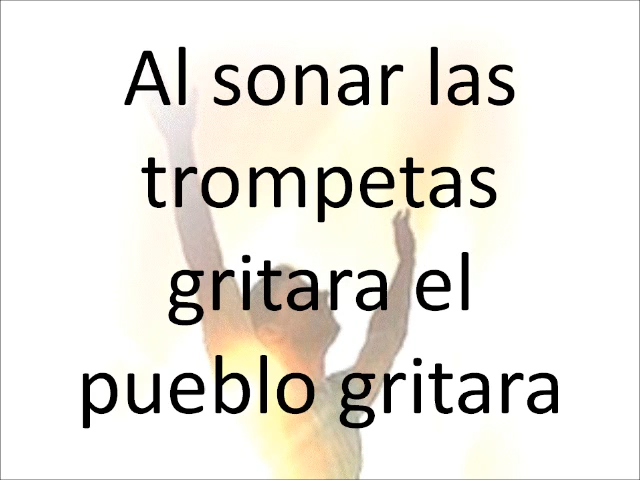 Al sonar las
trompetas
gritara el
pueblo gritara